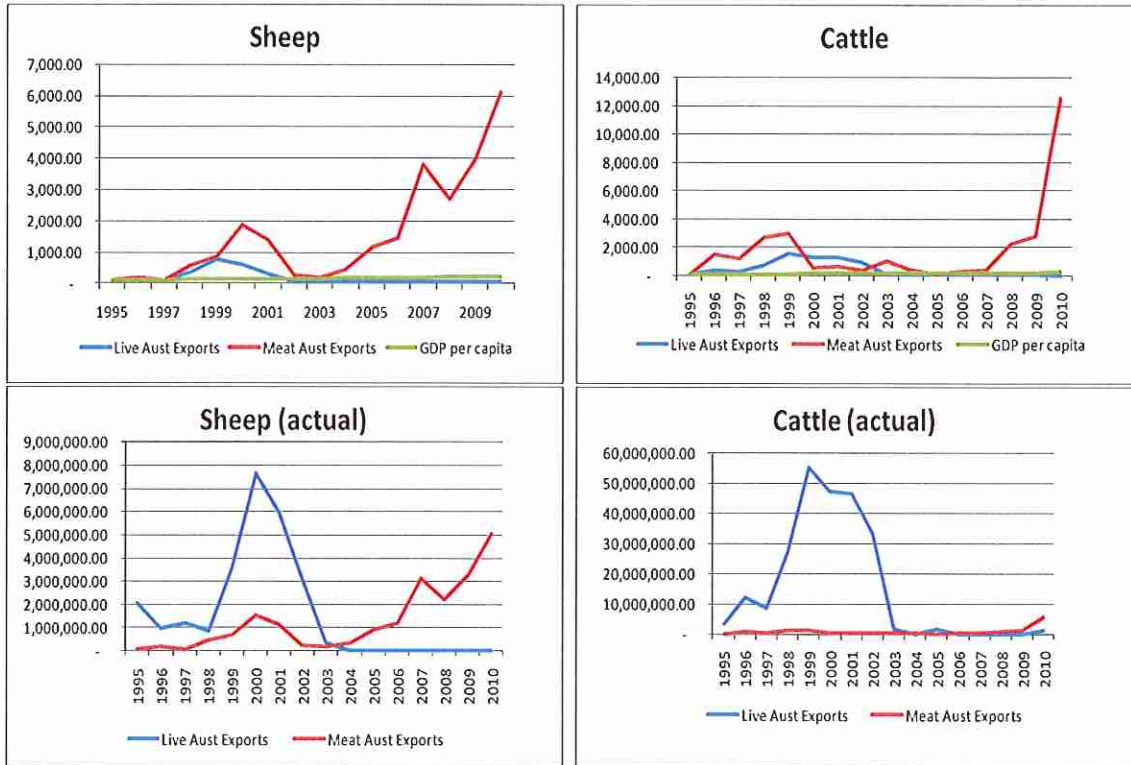 Sheep
7,000.00
6,000.00
5,000.00
4,000.00
3,000.00
2,000.00
1,000.00
-
1995 1997 1999 2001 2003 2005 2007 2009
Live Aust Exports Meat Aust Exports GDP per capita
Cattle
14,000.00
12,000.00
10,000.00
8,000.00
6,000.00
4,000.00
2,000.00
-
1995 1996 1997 1998 1999 2000 2001 2002 2003 2004 2005 2006 2007 2008 2009 2010
Live Aust Exports Meat Aust Exports GDP per capita
Sheep (actual)
9,000,000.00
8,000,000.00
7,000,000.00
6,000,000.00
5,000,000.00
4,000,000.00
3,000,000.00
2,000,000.00
1,000,000.00
-
1995 1996 1997 1998 1999 2000 2001 2002 2003 2004 2005 2006 2007 2008 2009 2010
Live Aust Exports Meat Aust Exports
Cattle (actual)
60,000,000.00
50,000,000.00
40,000,000.00
30,000,000.00
20,000,000.00
10,000,000.00
-
1995 1996 1997 1998 1999 2000 2001 2002 2003 2004 2005 2006 2007 2008 2009 2010
Live Aust Exports Meat Aust Exports